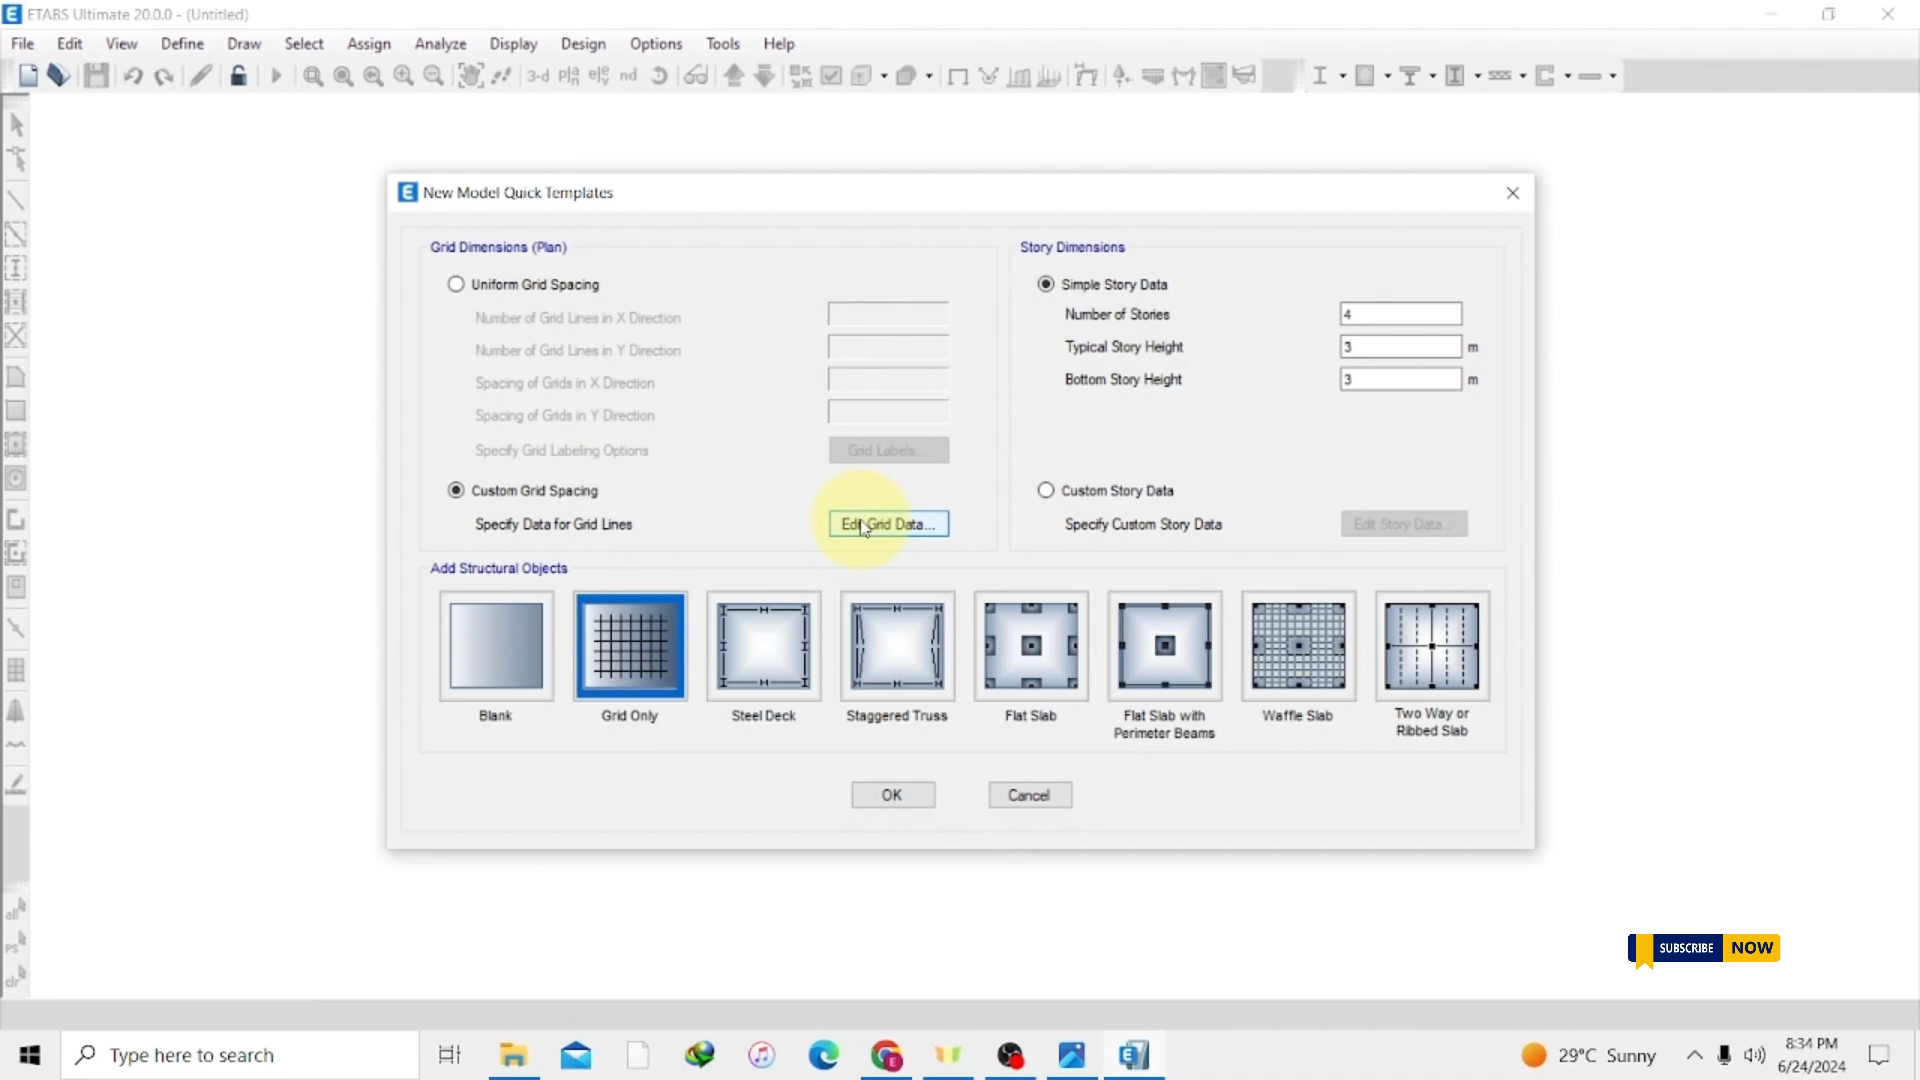 ETABS Ultimate 20.0.0 - (Untitled)
File Edit View Define Draw Select Assign Analyze Display Design Options Tools Help
3-d nd
New Model Quick Templates
Grid Dimensions (Plan)
Uniform Grid Spacing
Number of Grid Lines in X Direction
Number of Grid Lines in Y Direction
Spacing of Grids in X Direction
Spacing of Grids in Y Direction
Specify Grid Labeling Options
Grid Labels...
Custom Grid Spacing
Specify Data for Grid Lines
Edit Grid Data...
Story Dimensions
Simple Story Data
Number of Stories 4
Typical Story Height 3 m
Bottom Story Height 3 m
Custom Story Data
Specify Custom Story Data
Edit Story Data...
Add Structural Objects
Blank
Grid Only
Steel Deck
Staggered Truss
Flat Slab
Flat Slab with
Perimeter Beams
Waffle Slab
Two Way or
Ribbed Slab
OK Cancel
all
PS
clr
SUBSCRIBE NOW
Type here to search
29°C Sunny
8:34 PM
6/24/2024